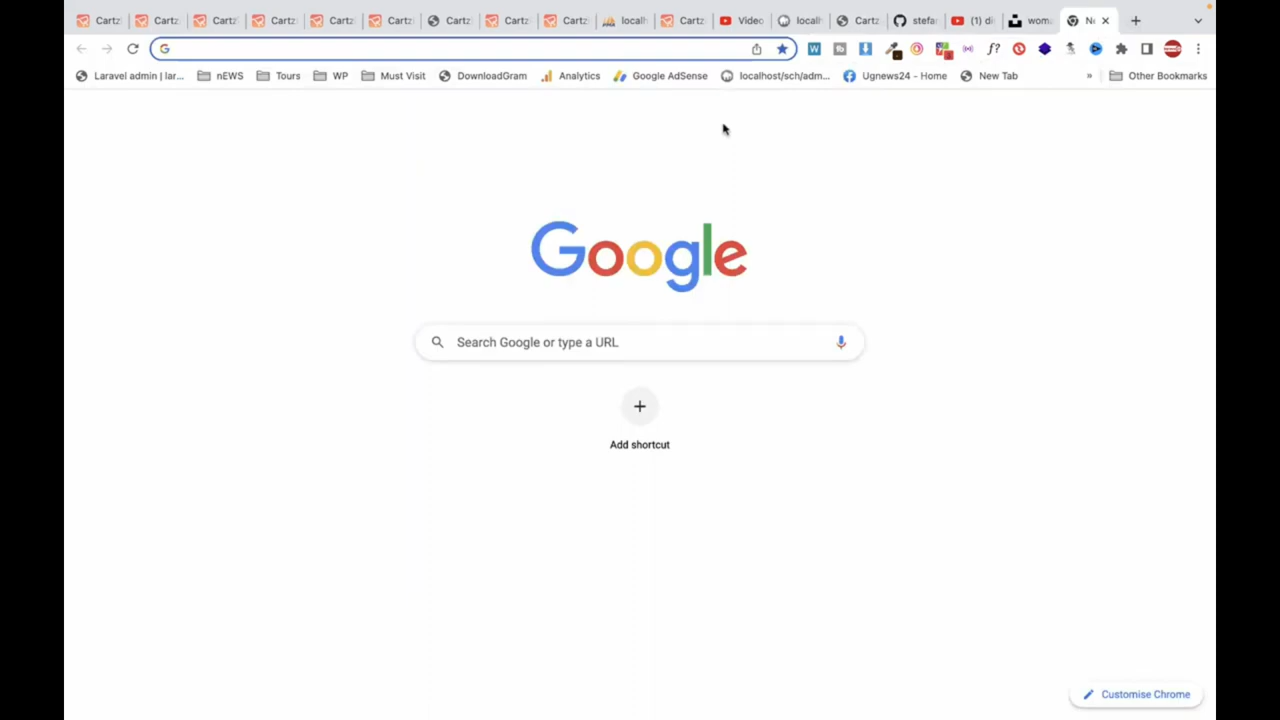 Cartz Cartz Cartz Cartz Cartz Cartz Cartz Cartz Cartz localh Cartz Video localh Cartz stefa (1) di wom Ne
Laravel admin | lar... nEWS Tours WP Must Visit DownloadGram Analytics Google AdSense localhost/sch/adm... Ugnews24 - Home New Tab » Other Bookmarks
Google
Search Google or type a URL
Add shortcut
Customise Chrome